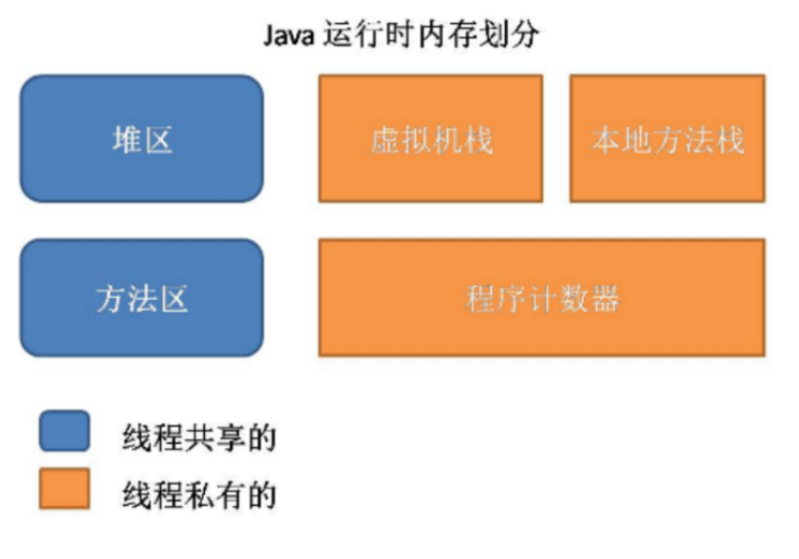 Java 运行时内存划分
堆区
虚拟机栈
本地方法栈
方法区
程序计数器
线程共享的
线程私有的